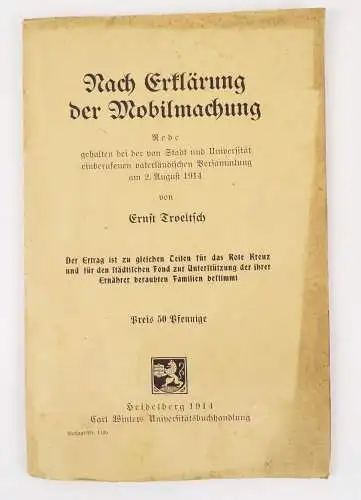 Nach Erklärung
der Mobilmachung
Rede
gehalten bei der von Stadt und Universität
einberufenen vaterländischen Versammlung
am 2. August 1914
von
Ernst Troeltsch
Der Ertrag ist zu gleichen Teilen für das Rote Kreuz
und für den städtischen Fond zur Unterstützung der ihrer
Ernährer beraubten Familien bestimmt
Preis 50 Pfennige
Heidelberg 1914
Carl Winters Universitätsbuchhandlung
Verlags-Nr.